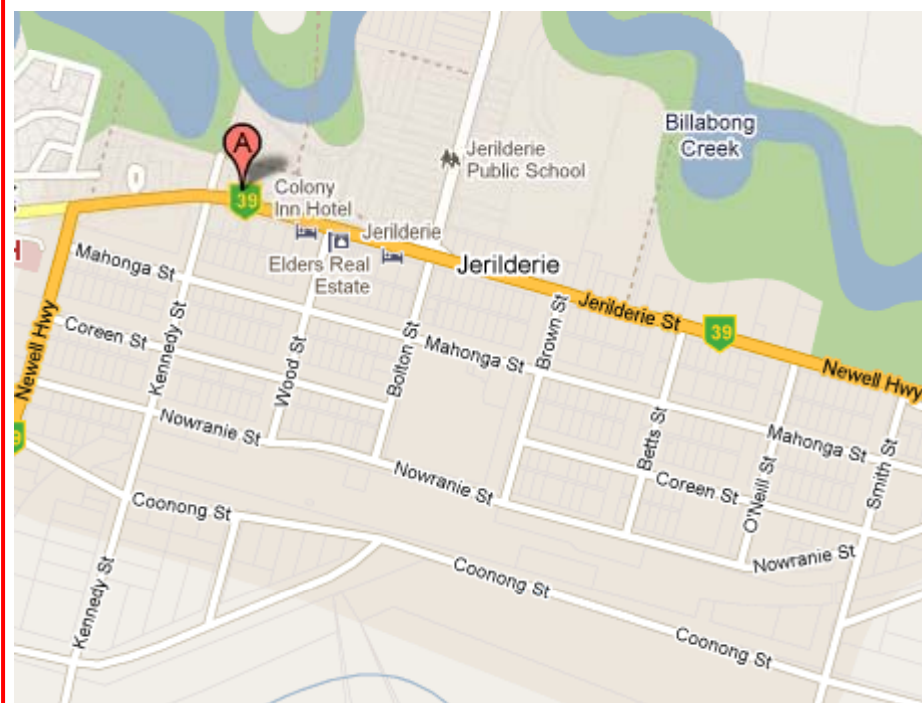 Billabong
Creek
A
Jerilderie
Public School
39
Colony
Inn Hotel
Jerilderie
Elders Real
Estate
Jerilderie
Mahonga St
Jerilderie St
39
Newell Hwy
Newell Hwy
Coreen St
Kennedy St
Wood St
Bolton St
Mahonga St
Brown St
Nowranie St
Betts St
Mahonga St
Nowranie St
Coreen St
O'Neill St
Smith St
Coonong St
Nowranie St
Kennedy St
Coonong St
Coonong St